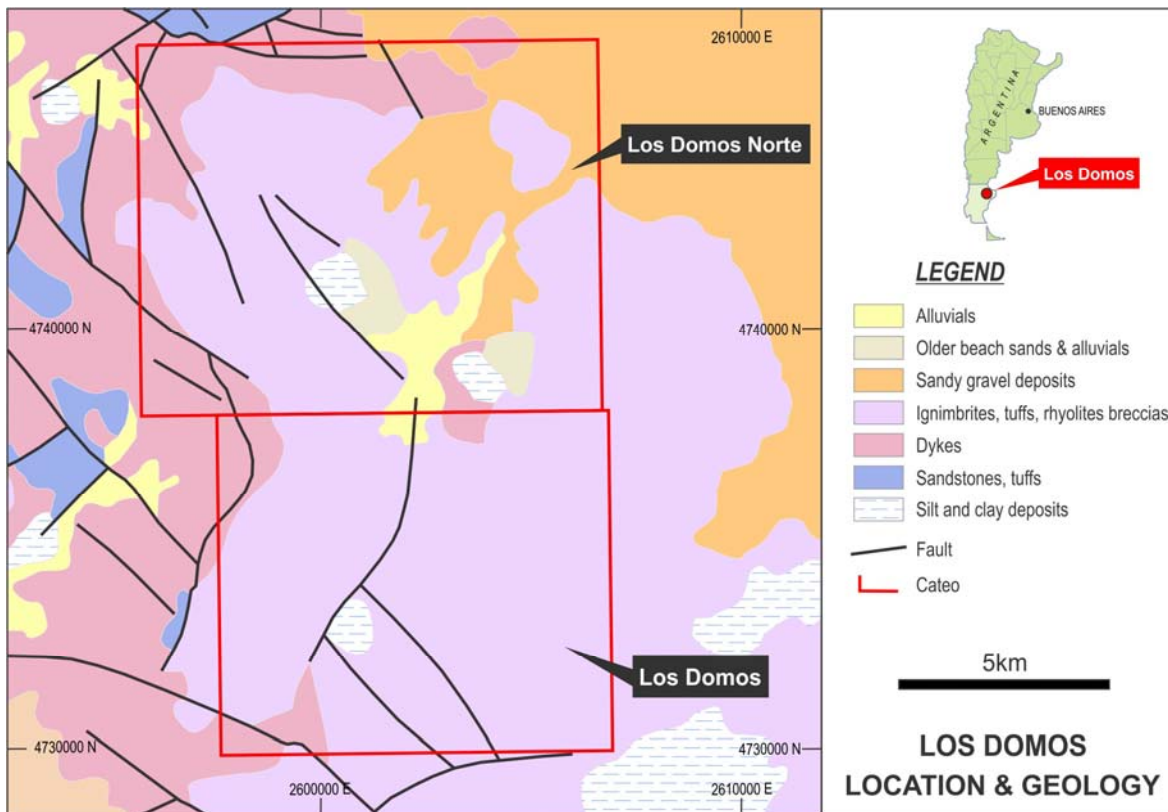 2610000 E
Los Domos Norte
4740000 N
4740000 N
Los Domos
4730000 N
4730000 N
2600000 E
2610000 E
ARGENTINA
BUENOS AIRES
Los Domos
LEGEND
Alluvials
Older beach sands & alluvials
Sandy gravel deposits
Ignimbrites, tuffs, rhyolites breccias
Dykes
Sandstones, tuffs
Silt and clay deposits
Fault
Cateo
5km
LOS DOMOS
LOCATION & GEOLOGY